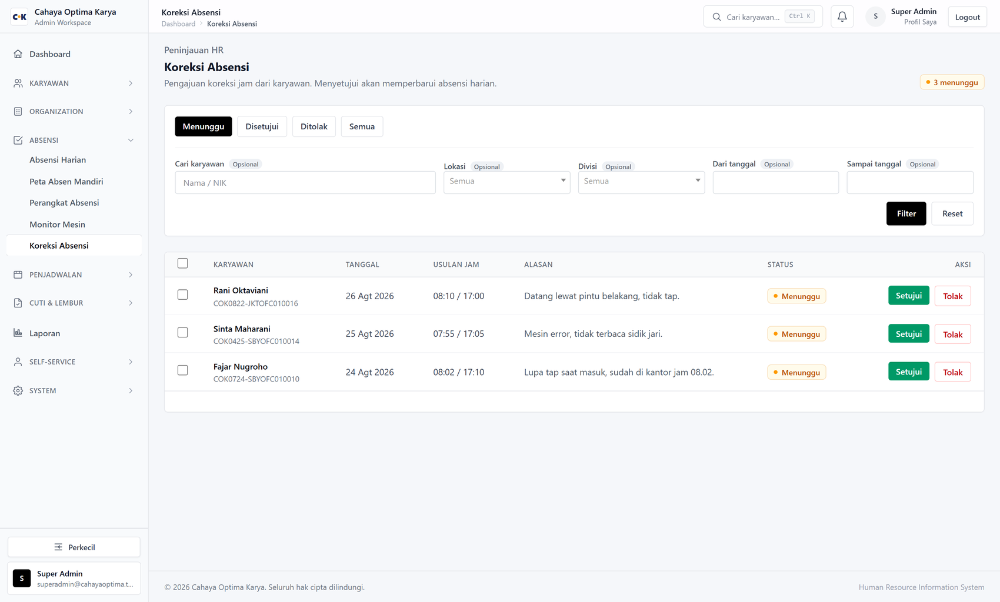 C•K
Cahaya Optima Karya
Admin Workspace
Koreksi Absensi
Dashboard > Koreksi Absensi
Cari karyawan... Ctrl K
S
Super Admin
Profil Saya
Logout
Dashboard
KARYAWAN
ORGANIZATION
ABSENSI
Absensi Harian
Peta Absen Mandiri
Perangkat Absensi
Monitor Mesin
Koreksi Absensi
PENJADWALAN
CUTI & LEMBUR
Laporan
SELF-SERVICE
SYSTEM
Perkecil
S
Super Admin
superadmin@cahayaoptima.t...
Peninjauan HR
Koreksi Absensi
Pengajuan koreksi jam dari karyawan. Menyetujui akan memperbarui absensi harian.
3 menunggu
Menunggu Disetujui Ditolak Semua
Cari karyawan Opsional
Nama / NIK
Lokasi Opsional
Semua
Divisi Opsional
Semua
Dari tanggal Opsional
Sampai tanggal Opsional
Filter Reset
KARYAWAN TANGGAL USULAN JAM ALASAN STATUS AKSI
Rani Oktaviani
COK0822-JKTOFC010016
26 Agt 2026 08:10 / 17:00 Datang lewat pintu belakang, tidak tap. Menunggu Setujui Tolak
Sinta Maharani
COK0425-SBYOFC010014
25 Agt 2026 07:55 / 17:05 Mesin error, tidak terbaca sidik jari. Menunggu Setujui Tolak
Fajar Nugroho
COK0724-SBYOFC010010
24 Agt 2026 08:02 / 17:10 Lupa tap saat masuk, sudah di kantor jam 08.02. Menunggu Setujui Tolak
© 2026 Cahaya Optima Karya. Seluruh hak cipta dilindungi.
Human Resource Information System